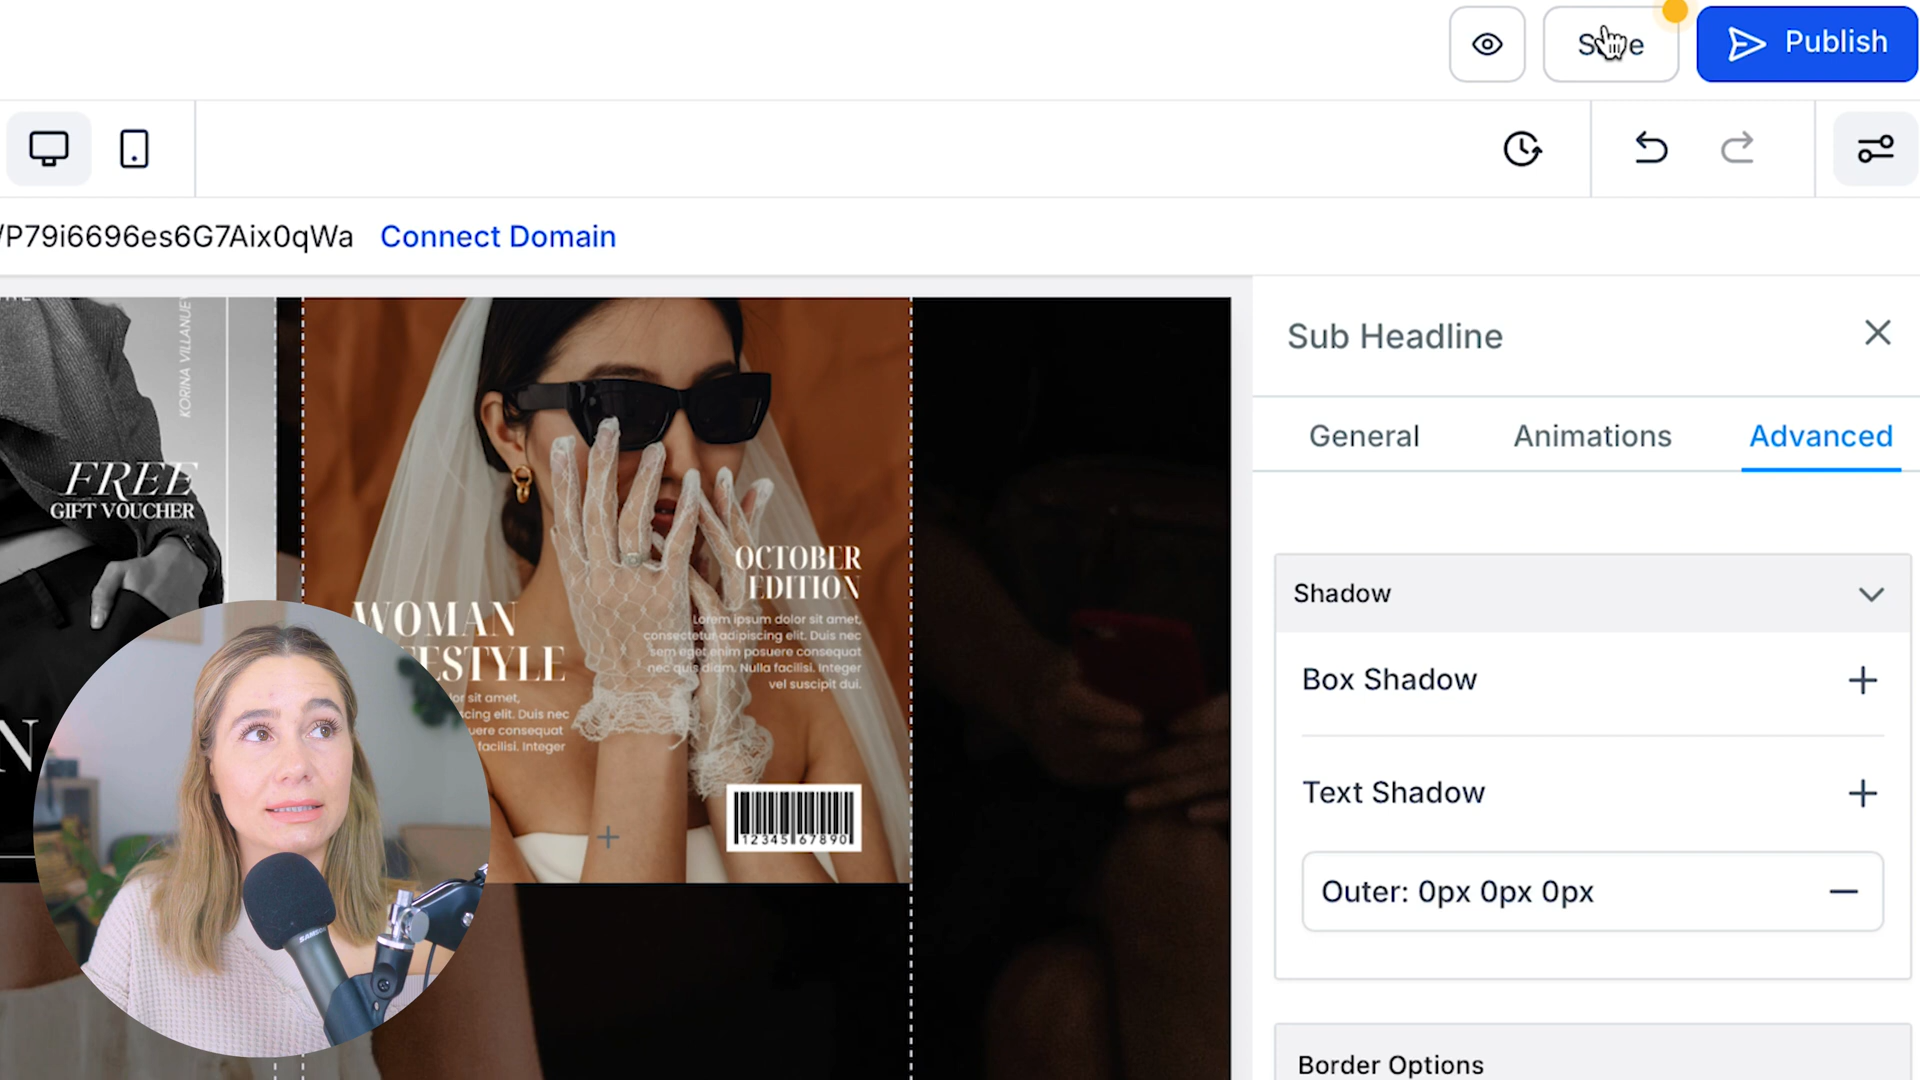 Publish
/P79i6696es6G7Aix0qWa Connect Domain
Sub Headline
General Animations Advanced
KORINA VILLANUE
FREE
GIFT VOUCHER
OCTOBER
EDITION
Lorem ipsum dolor sit amet,
consectetur adipiscing elit. Duis nec
sem eget enim posuere consequat
nec quis diam. Nulla facilisi. Integer
vel suscipit dui.
WOMAN
ESTYLE
lor sit amet,
scing elit. Duis nec
uere consequat
facilisi. Integer
N
1234567890
Shadow
Box Shadow
Text Shadow
Outer: 0px 0px 0px
Border Options
SAMSON